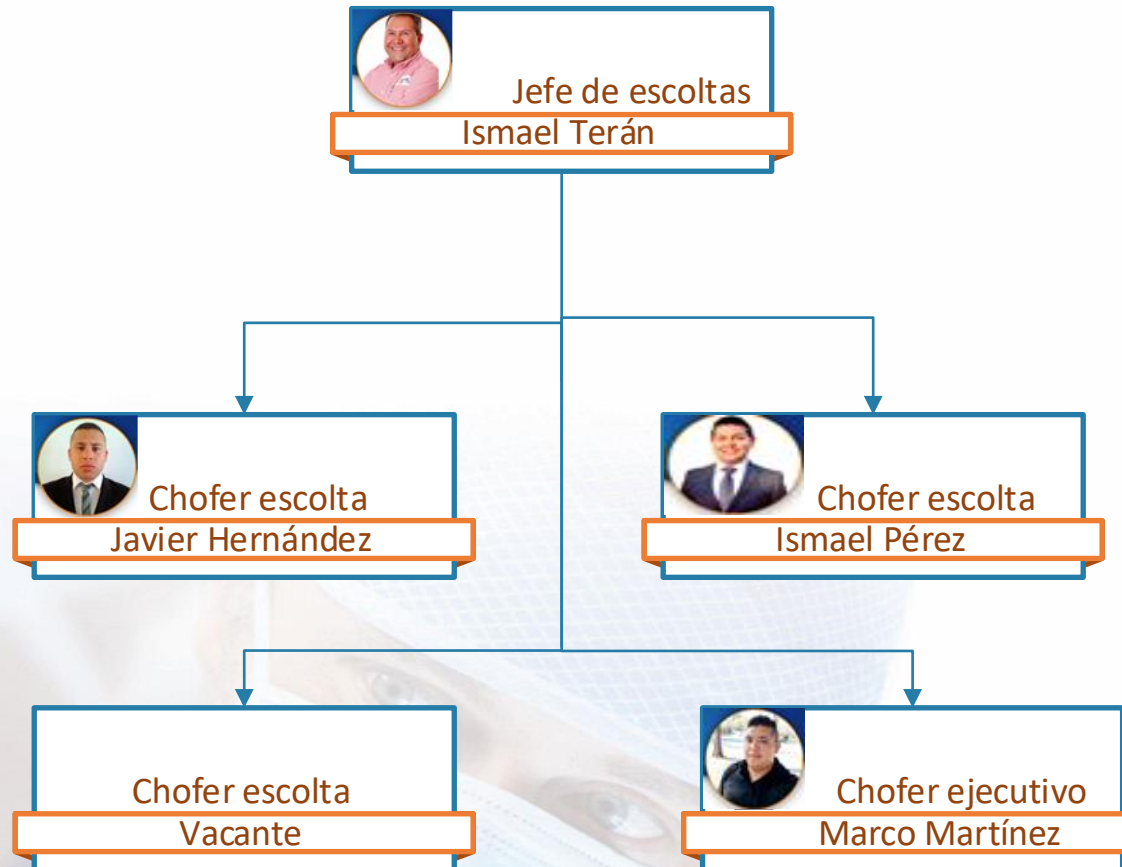 Jefe de escoltas
Ismael Terán
Chofer escolta
Javier Hernández
Chofer escolta
Ismael Pérez
Chofer escolta
Vacante
Chofer ejecutivo
Marco Martínez